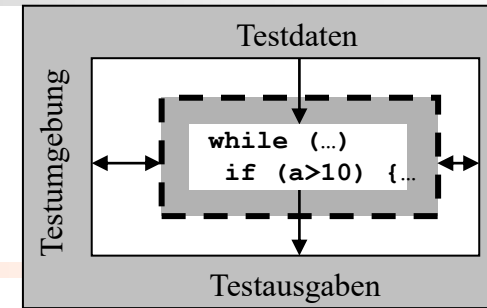 Testdaten
Testumgebung
while (…)
if (a>10) {…
Testausgaben